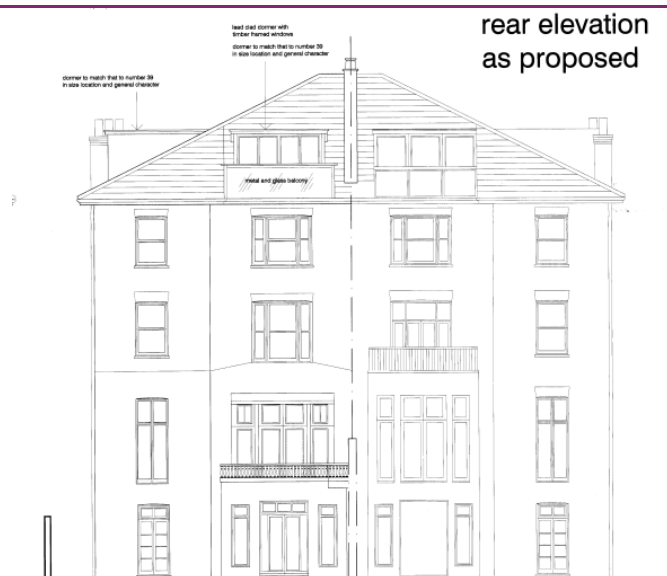 rear elevation
as proposed
lead clad dormer with
timber framed windows
dormer to match that to number 39
in size location and general character
dormer to match that to number 39
in size location and general character
metal and glass balcony